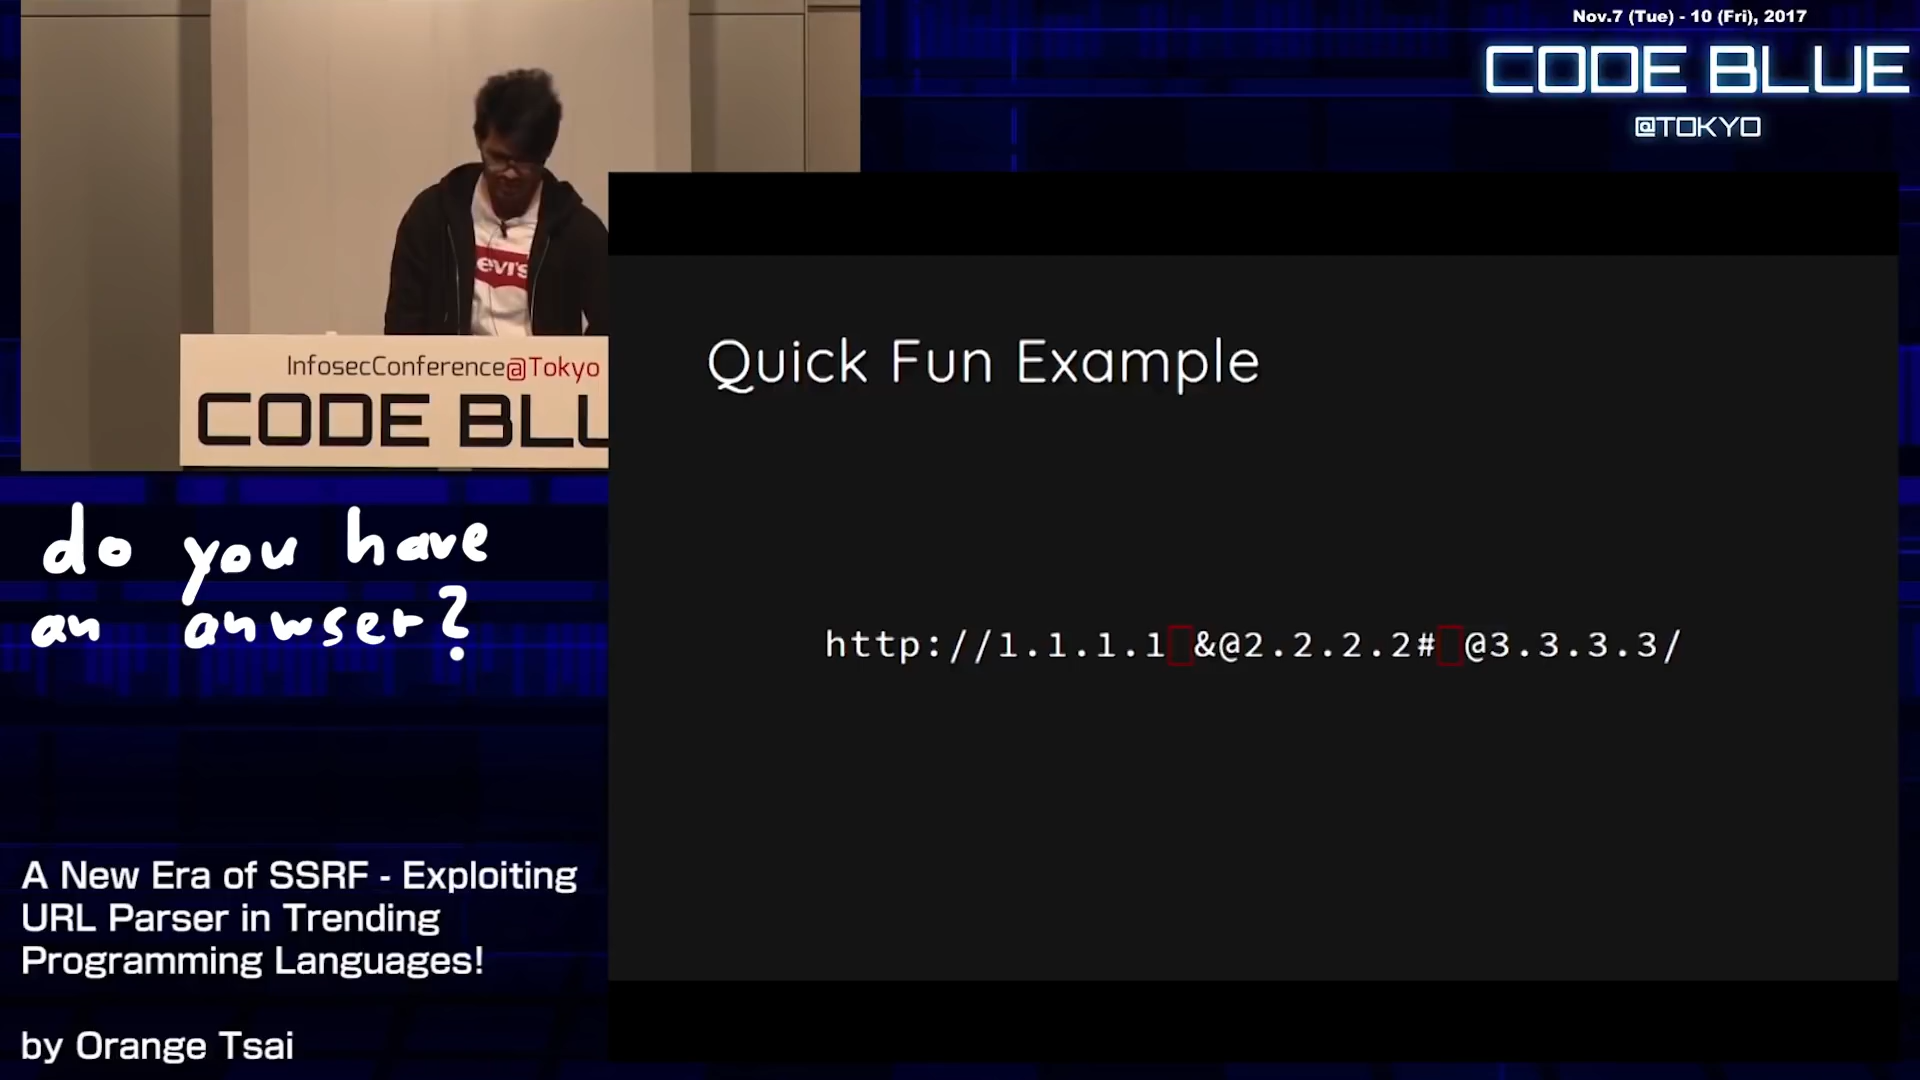 Nov.7 (Tue) - 10 (Fri), 2017
CODE BLUE
@TOKYO
evi's
InfosecConference@Tokyo
CODE BLU
Quick Fun Example
http://1.1.1.1 &@2.2.2.2# @3.3.3.3/
do you have
an anwser?
A New Era of SSRF - Exploiting
URL Parser in Trending
Programming Languages!
by Orange Tsai